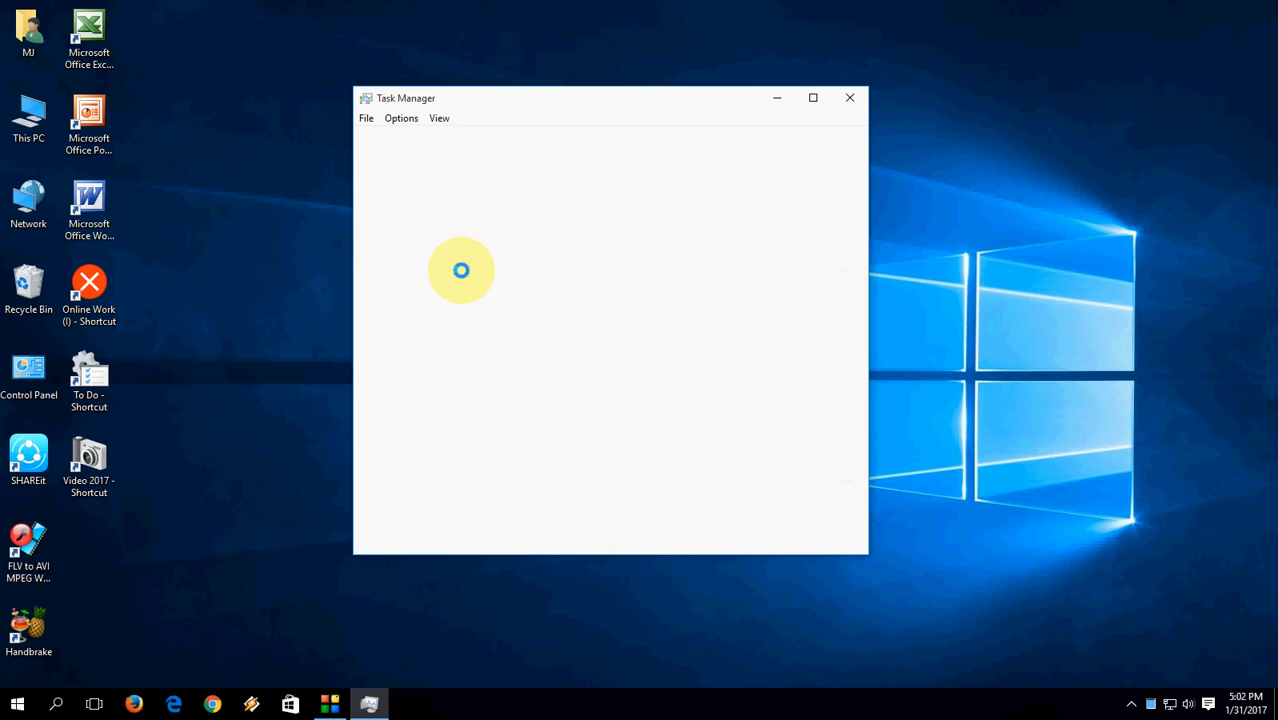 MJ
Microsoft
Office Exc...
This PC
Microsoft
Office Po...
Network
Microsoft
Office Wo...
Recycle Bin
Online Work
(I) - Shortcut
Control Panel
To Do -
Shortcut
SHAREit
Video 2017 -
Shortcut
FLV to AVI
MPEG W...
Handbrake
Task Manager
File Options View
5:02 PM
1/31/2017